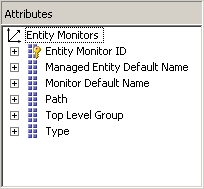 Attributes
Entity Monitors
Entity Monitor ID
Managed Entity Default Name
Monitor Default Name
Path
Top Level Group
Type